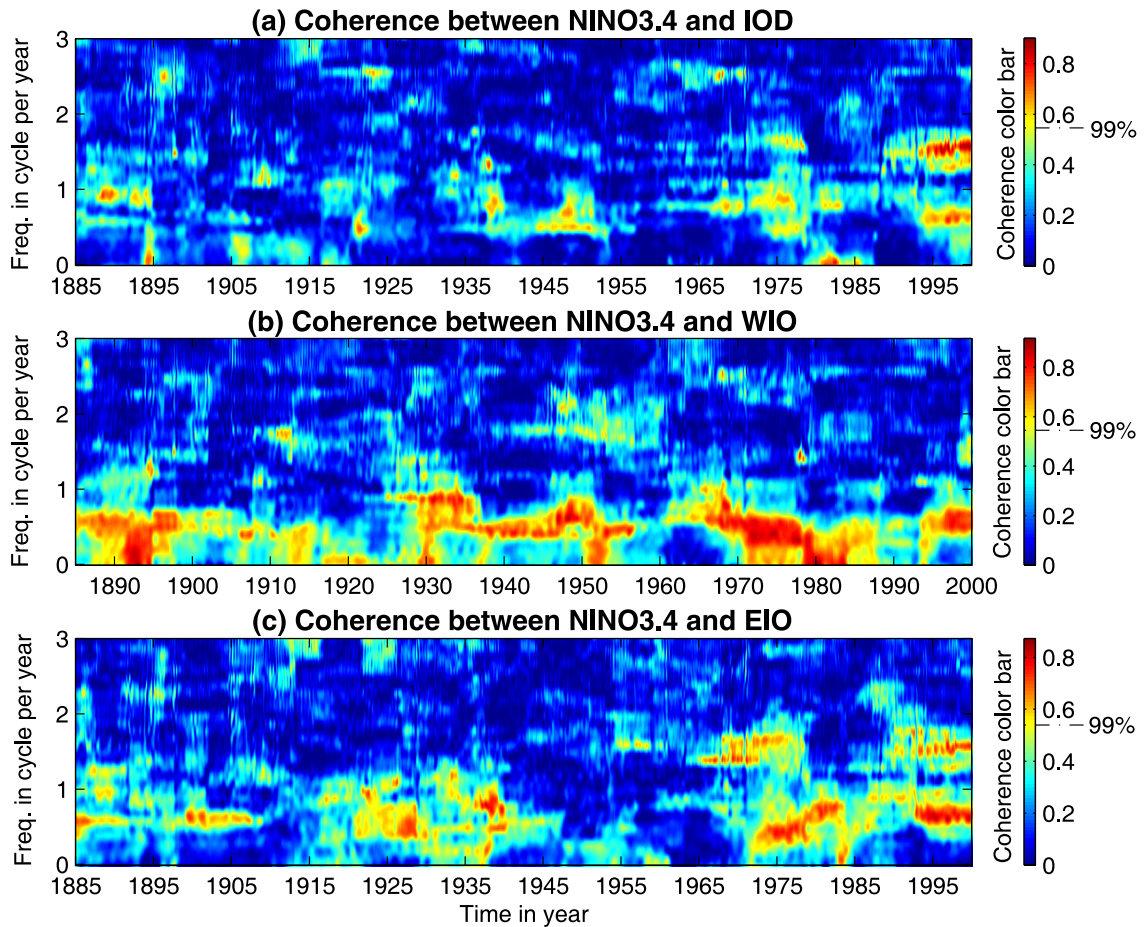 (a) Coherence between NINO3.4 and IOD
Freq. in cycle per year
3
2
1
0
1885 1895 1905 1915 1925 1935 1945 1955 1965 1975 1985 1995
Coherence color bar
0.8
0.6
0.4
0.2
0
99%
(b) Coherence between NINO3.4 and WIO
Freq. in cycle per year
3
2
1
0
1890 1900 1910 1920 1930 1940 1950 1960 1970 1980 1990 2000
Coherence color bar
0.8
0.6
0.4
0.2
0
99%
(c) Coherence between NINO3.4 and EIO
Freq. in cycle per year
3
2
1
0
1885 1895 1905 1915 1925 1935 1945 1955 1965 1975 1985 1995
Time in year
Coherence color bar
0.8
0.6
0.4
0.2
0
99%